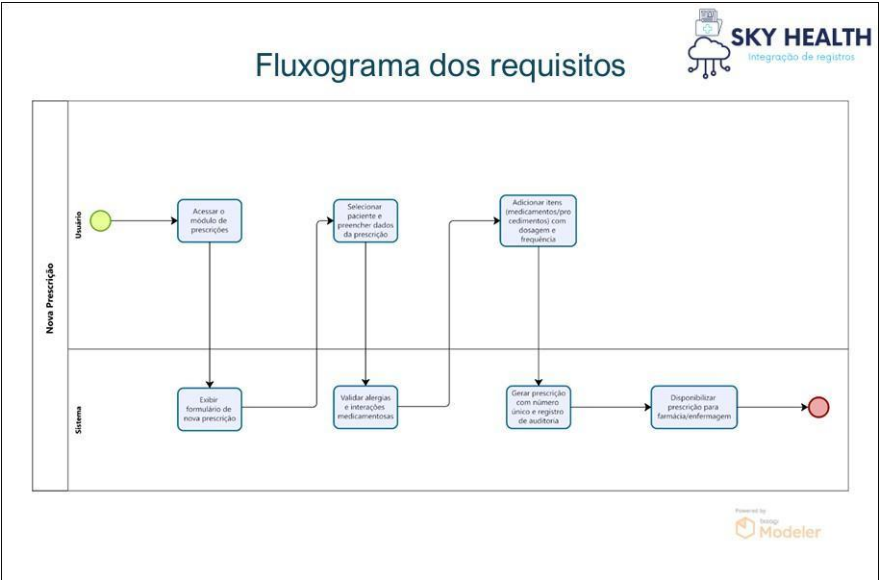 SKY HEALTH
Integração de registros
Fluxograma dos requisitos
Nova Prescrição
Usuário
Acessar o
módulo de
prescrições
Selecionar
paciente e
preencher dados
da prescrição
Adicionar itens
(medicamentos/pro
cedimentos) com
dosagem e
frequência
Sistema
Exibir
formulário de
nova prescrição
Validar alergias
e interações
medicamentosas
Gerar prescrição
com número
único e registro
de auditoria
Disponibilizar
prescrição para
farmácia/enfermagem
Powered by
bizagi
Modeler